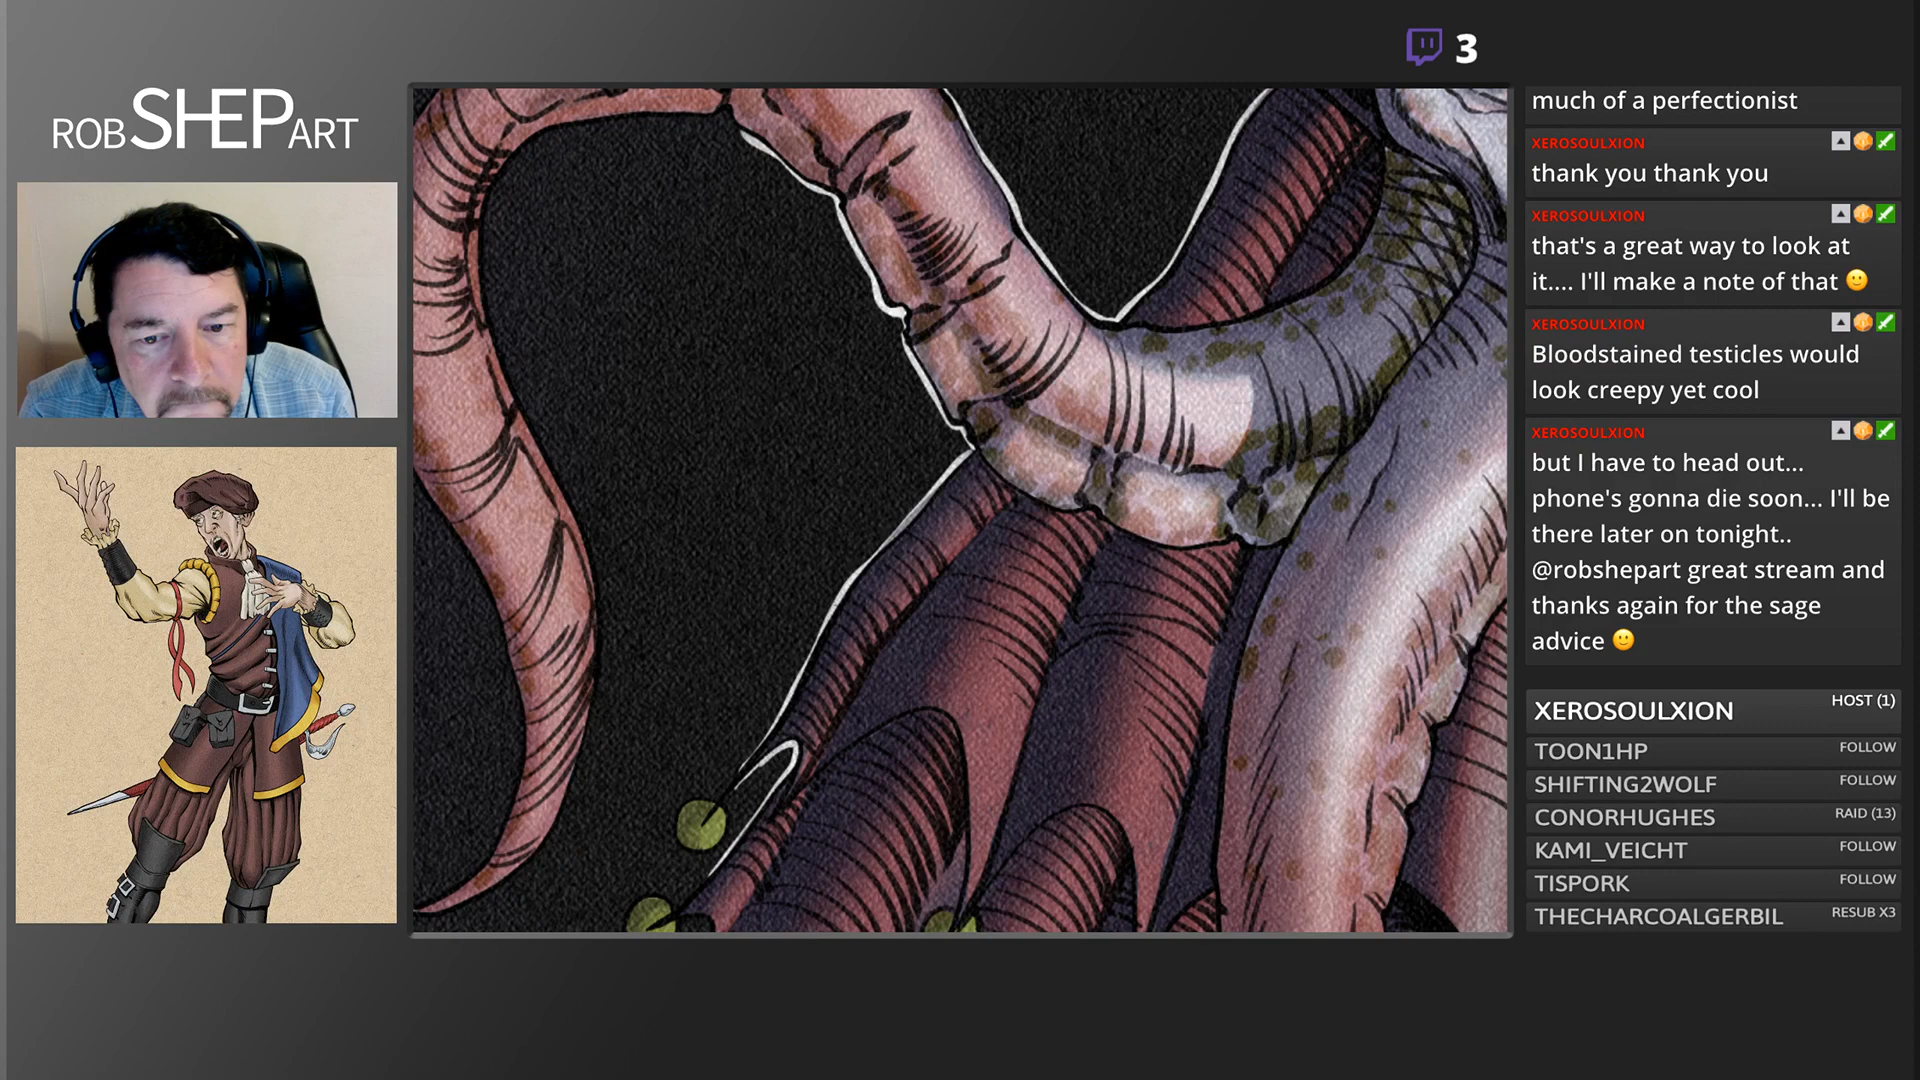 3
ROB SHEP ART
much of a perfectionist
XEROSOULXION
thank you thank you
XEROSOULXION
that's a great way to look at
it.... I'll make a note of that 🙂
XEROSOULXION
Bloodstained testicles would
look creepy yet cool
XEROSOULXION
but I have to head out...
phone's gonna die soon... I'll be
there later on tonight..
@robshepart great stream and
thanks again for the sage
advice 🙂
XEROSOULXION HOST (1)
TOON1HP FOLLOW
SHIFTING2WOLF FOLLOW
CONORHUGHES RAID (13)
KAMI_VEICHT FOLLOW
TISPORK FOLLOW
THECHARCOALGERBIL RESUB X3